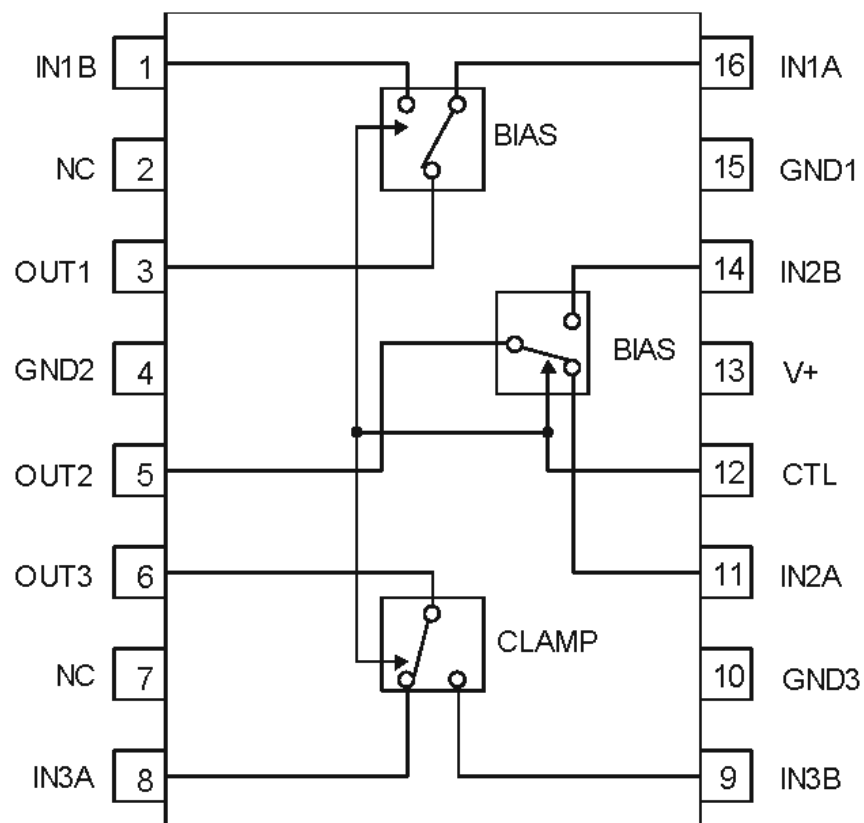 IN1B 1 16 IN1A
BIAS
NC 2 15 GND1
OUT1 3 14 IN2B
BIAS
GND2 4 13 V+
OUT2 5 12 CTL
OUT3 6 11 IN2A
CLAMP
NC 7 10 GND3
IN3A 8 9 IN3B